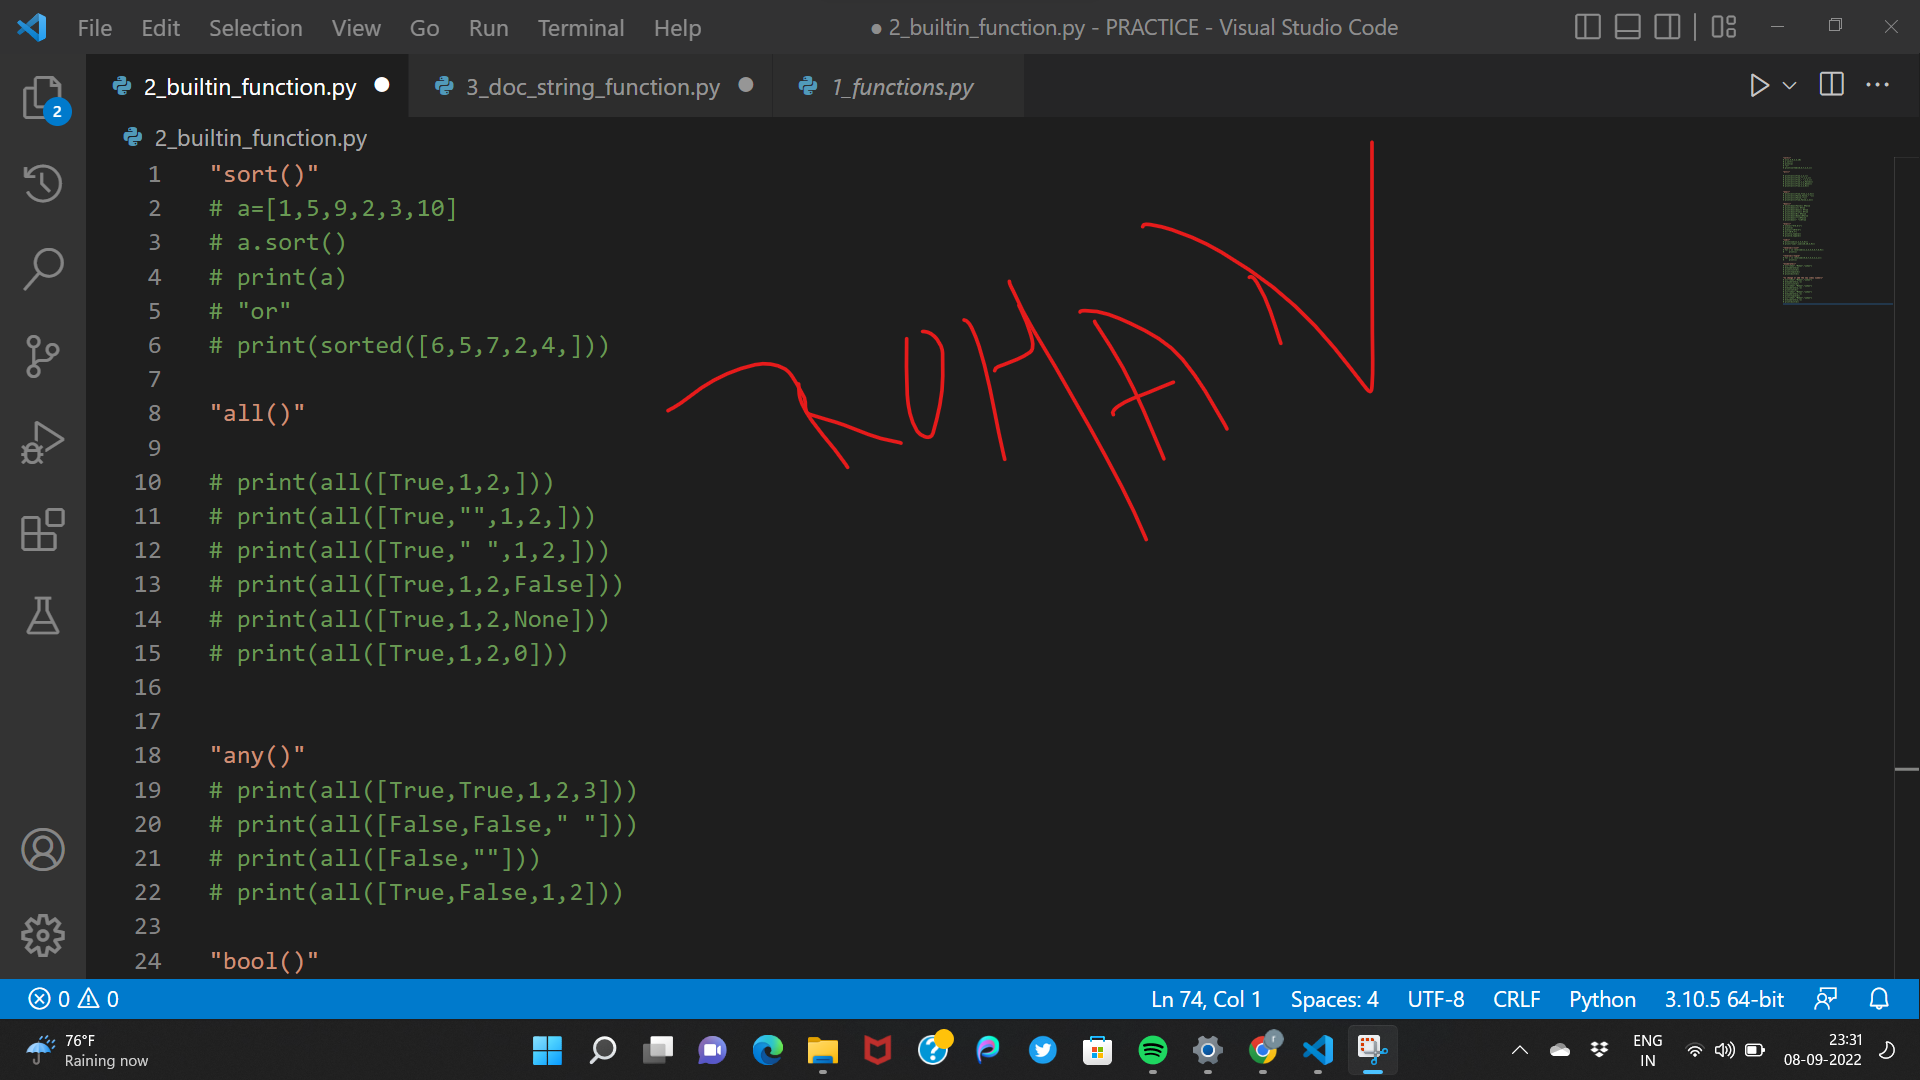 File Edit Selection View Go Run Terminal Help ● 2_builtin_function.py - PRACTICE - Visual Studio Code
2_builtin_function.py ● 3_doc_string_function.py ● 1_functions.py
2
2_builtin_function.py
1 "sort()"
2 # a=[1,5,9,2,3,10]
3 # a.sort()
4 # print(a)
5 # "or"
6 # print(sorted([6,5,7,2,4,]))
7
8 "all()"
9
10 # print(all([True,1,2,]))
11 # print(all([True,"",1,2,]))
12 # print(all([True," ",1,2,]))
13 # print(all([True,1,2,False]))
14 # print(all([True,1,2,None]))
15 # print(all([True,1,2,0]))
16
17
18 "any()"
19 # print(all([True,True,1,2,3]))
20 # print(all([False,False," "]))
21 # print(all([False,""]))
22 # print(all([True,False,1,2]))
23
24 "bool()"
ROHAN
0 0 Ln 74, Col 1 Spaces: 4 UTF-8 CRLF Python 3.10.5 64-bit
76°F
Raining now
ENG
IN
23:31
08-09-2022